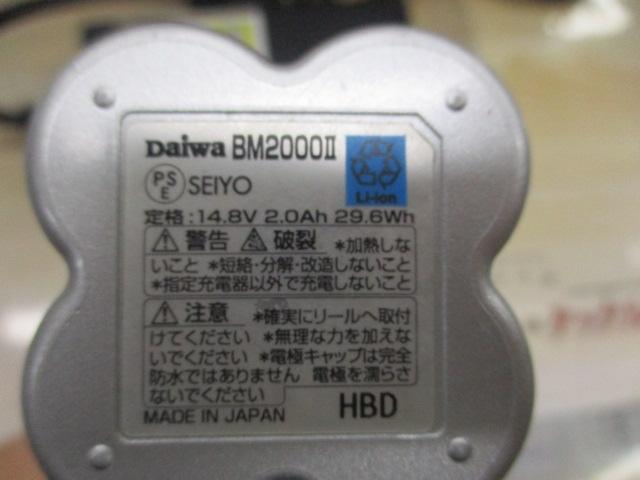 Daiwa BM2000II
PS
E SEIYO
Li-ion
定格:14.8V 2.0Ah 29.6Wh
警告 破裂 *加熱しな
いこと *短絡・分解・改造しないこと
*指定充電器以外で充電しないこと
注意 *確実にリールへ取付
けてください *無理な力を加えな
いでください *電極キャップは完全
防水ではありません 電極を濡らさ
ないでください
MADE IN JAPAN HBD